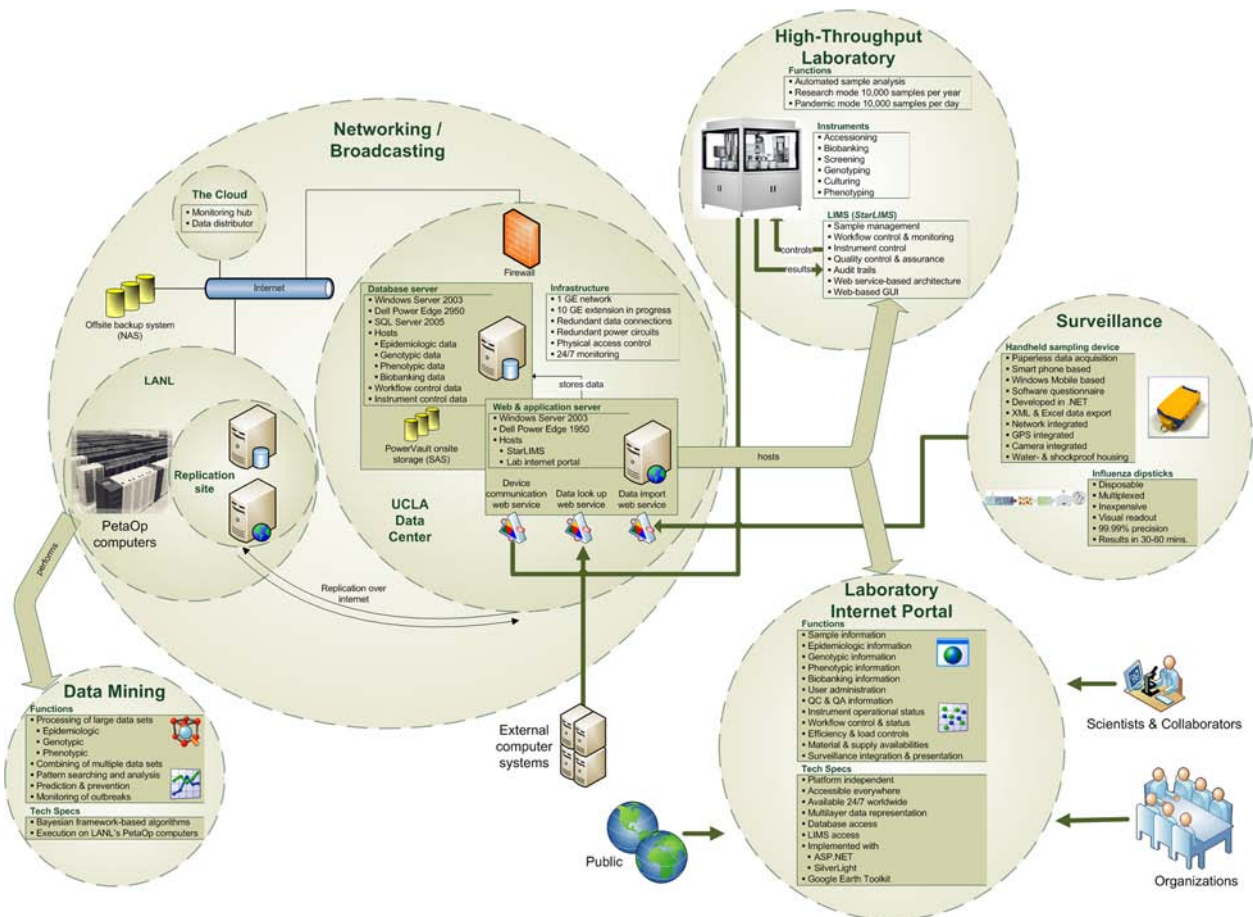 High-Throughput
Laboratory
Functions
▪ Automated sample analysis
▪ Research mode 10,000 samples per year
▪ Pandemic mode 10,000 samples per day
Instruments
▪ Accessioning
▪ Biobanking
▪ Screening
▪ Genotyping
▪ Culturing
▪ Phenotyping
LIMS (StarLIMS)
▪ Sample management
▪ Workflow control & monitoring
▪ Instrument control
▪ Quality control & assurance
▪ Audit trails
▪ Web service-based architecture
▪ Web-based GUI
controls
results
Networking /
Broadcasting
The Cloud
▪ Monitoring hub
▪ Data distributor
Internet
Offsite backup system
(NAS)
Firewall
Database server
▪ Windows Server 2003
▪ Dell Power Edge 2950
▪ SQL Server 2005
▪ Hosts
▪ Epidemiologic data
▪ Genotypic data
▪ Phenotypic data
▪ Biobanking data
▪ Workflow control data
▪ Instrument control data
Infrastructure
▪ 1 GE network
▪ 10 GE extension in progress
▪ Redundant data connections
▪ Redundant power circuits
▪ Physical access control
▪ 24/7 monitoring
stores data
PowerVault onsite
storage (SAS)
Web & application server
▪ Windows Server 2003
▪ Dell Power Edge 1950
▪ Hosts
▪ StarLIMS
▪ Lab internet portal
Device
communication
web service
Data look up
web service
Data import
web service
UCLA
Data
Center
hosts
LANL
Replication
site
PetaOp
computers
Replication over
internet
performs
Surveillance
Handheld sampling device
▪ Paperless data acquisition
▪ Smart phone based
▪ Windows Mobile based
▪ Software questionnaire
▪ Developed in .NET
▪ XML & Excel data export
▪ Network integrated
▪ GPS integrated
▪ Camera integrated
▪ Water- & shockproof housing
Influenza dipsticks
▪ Disposable
▪ Multiplexed
▪ Inexpensive
▪ Visual readout
▪ 99.99% precision
▪ Results in 30-60 mins.
Data Mining
Functions
▪ Processing of large data sets
▪ Epidemiologic
▪ Genotypic
▪ Phenotypic
▪ Combining of multiple data sets
▪ Pattern searching and analysis
▪ Prediction & prevention
▪ Monitoring of outbreaks
Tech Specs
▪ Bayesian framework-based algorithms
▪ Execution on LANL's PetaOp computers
External
computer
systems
Laboratory
Internet Portal
Functions
▪ Sample information
▪ Epidemiologic information
▪ Genotypic information
▪ Phenotypic information
▪ Biobanking information
▪ User administration
▪ QC & QA information
▪ Instrument operational status
▪ Workflow control & status
▪ Efficiency & load controls
▪ Material & supply availabilities
▪ Surveillance integration & presentation
Tech Specs
▪ Platform independent
▪ Accessible everywhere
▪ Available 24/7 worldwide
▪ Multilayer data representation
▪ Database access
▪ LIMS access
▪ Implemented with
▪ ASP.NET
▪ SilverLight
▪ Google Earth Toolkit
Public
Scientists & Collaborators
Organizations